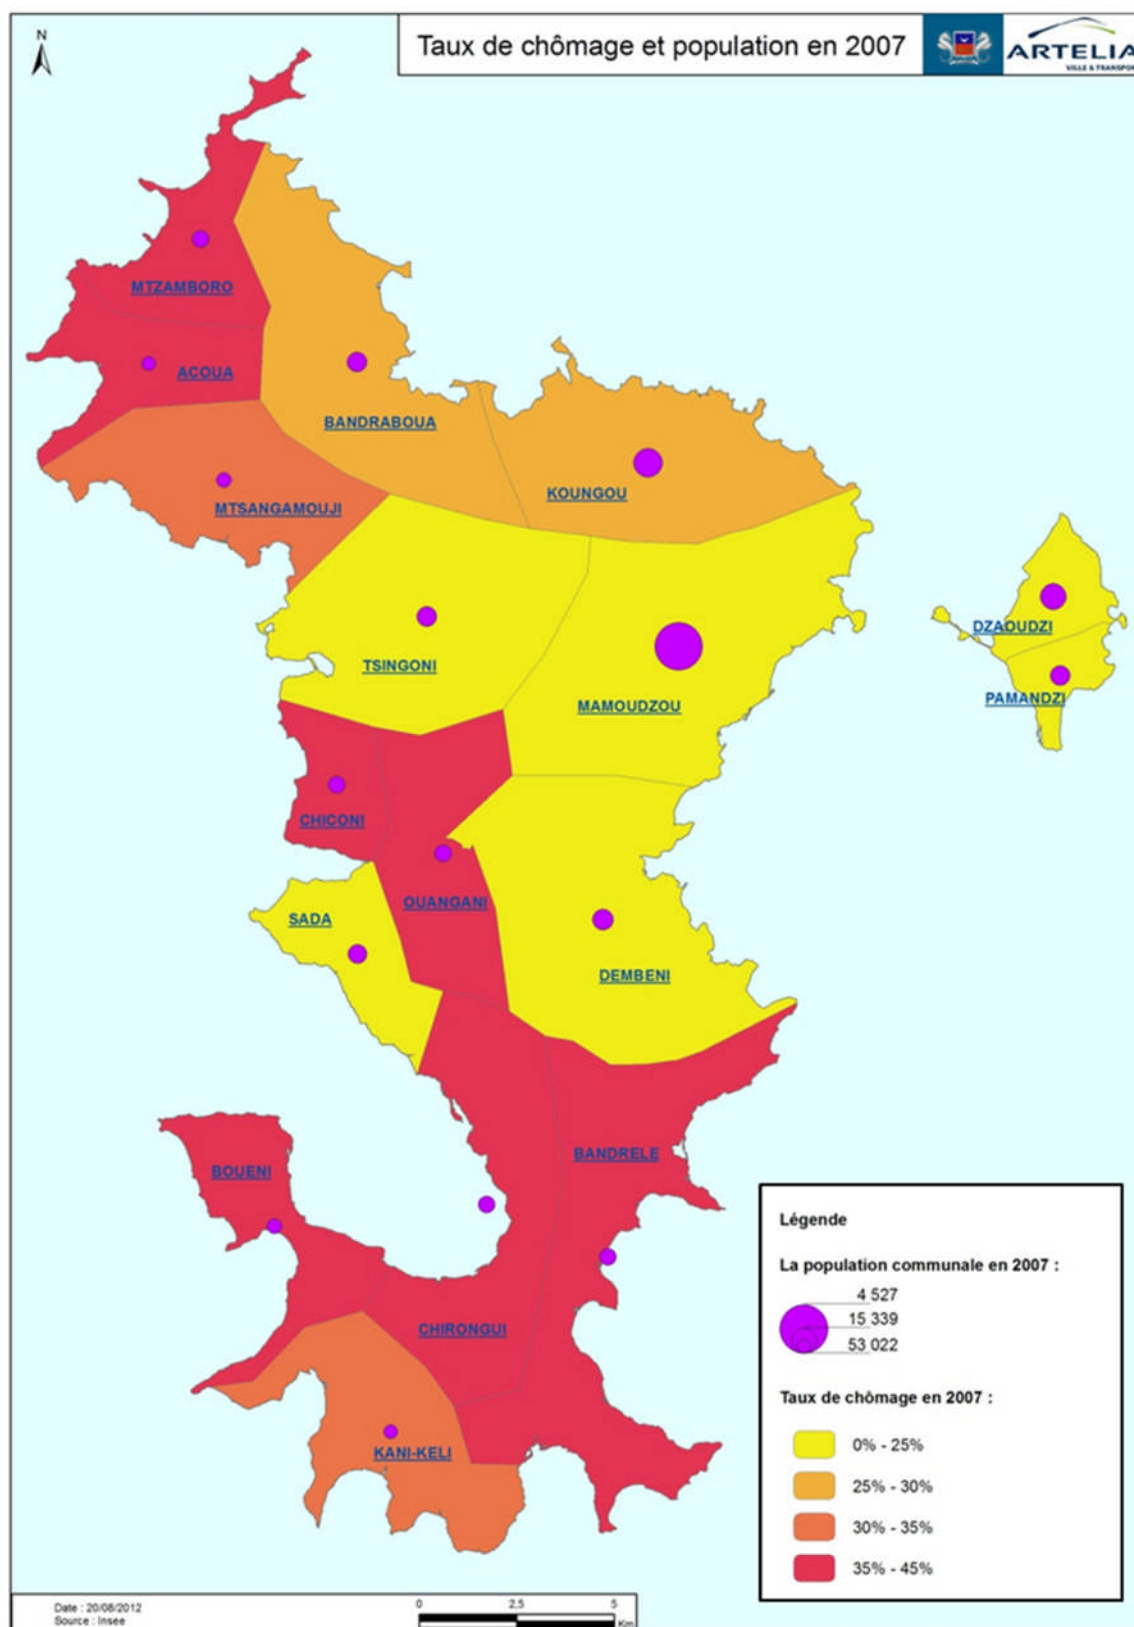 N
Taux de chômage et population en 2007
ARTELIA
VILLE & TRANSPORT
MTZAMBORO
ACOUA
BANDRABOUA
KOUNGOU
MTSANGAMOUJI
DZAOUDZI
TSINGONI
PAMANDZI
MAMOUDZOU
CHICONI
OUANGANI
SADA
DEMBENI
BANDRELE
BOUENI
CHIRONGUI
KANI-KELI
Légende
La population communale en 2007 :
4 527
15 339
53 022
Taux de chômage en 2007 :
0% - 25%
25% - 30%
30% - 35%
35% - 45%
Date : 20/08/2012
Source : Insee
0 2,5 5
Km